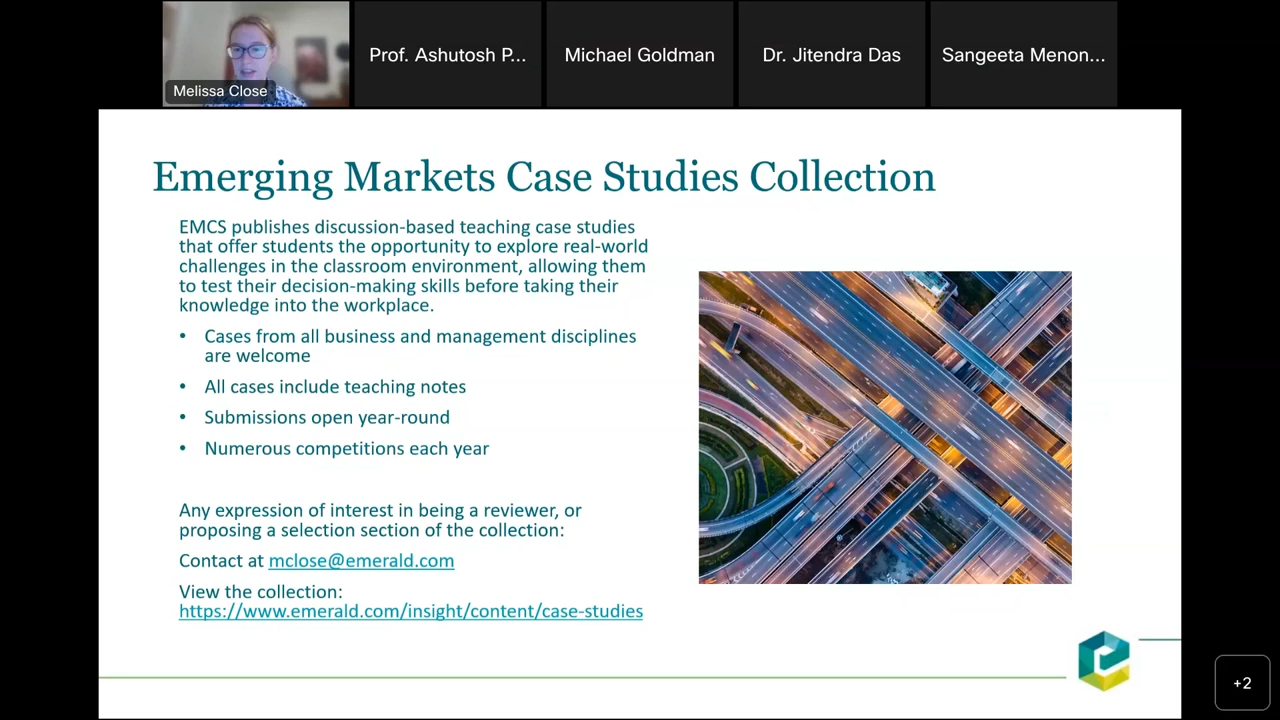 Melissa Close
Prof. Ashutosh P...
Michael Goldman
Dr. Jitendra Das
Sangeeta Menon...
Emerging Markets Case Studies Collection
EMCS publishes discussion-based teaching case studies
that offer students the opportunity to explore real-world
challenges in the classroom environment, allowing them
to test their decision-making skills before taking their
knowledge into the workplace.
• Cases from all business and management disciplines
are welcome
• All cases include teaching notes
• Submissions open year-round
• Numerous competitions each year
Any expression of interest in being a reviewer, or
proposing a selection section of the collection:
Contact at mclose@emerald.com
View the collection:
https://www.emerald.com/insight/content/case-studies
+2